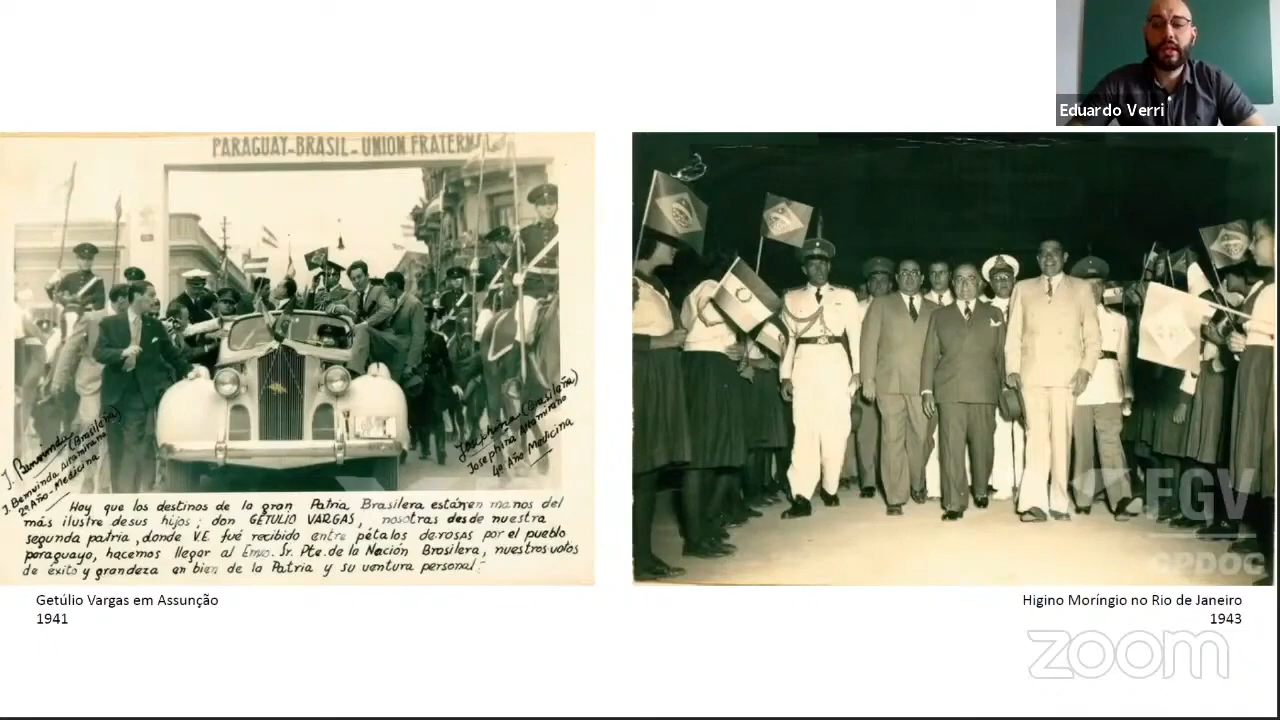 Eduardo Verri
PARAGUAY-BRASIL-UNION FRATERNAL
J. Benvinda (Brasileña)
J. Benvinda Altamirano
2º Año-Medicina
Josephina (Brasileña)
Josephina Altamirano
4º Año Medicina
Hoy que los destinos de la gran Patria Brasilera están en manos del
más ilustre de sus hijos; don GETULIO VARGAS, nosotras desde nuestra
segunda patria, donde V.E. fué recibido entre pétalos de rosas por el pueblo
paraguayo, hacemos llegar al Emo. Sr. Pte. de la Nación Brasilera, nuestros votos
de éxito y grandeza en bien de la Patria y su ventura personal.-
FGV
CPDOC
Getúlio Vargas em Assunção
1941
Higino Moríngio no Rio de Janeiro
1943
zoom